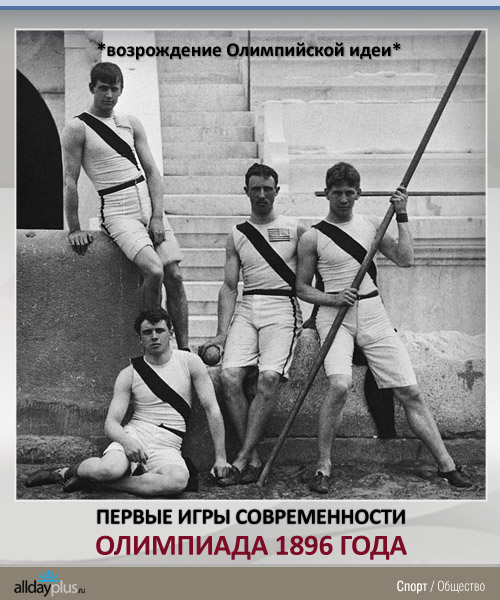 *возрождение Олимпийской идеи*
ПЕРВЫЕ ИГРЫ СОВРЕМЕННОСТИ
ОЛИМПИАДА 1896 ГОДА
alldayplus.ru
Спорт / Общество